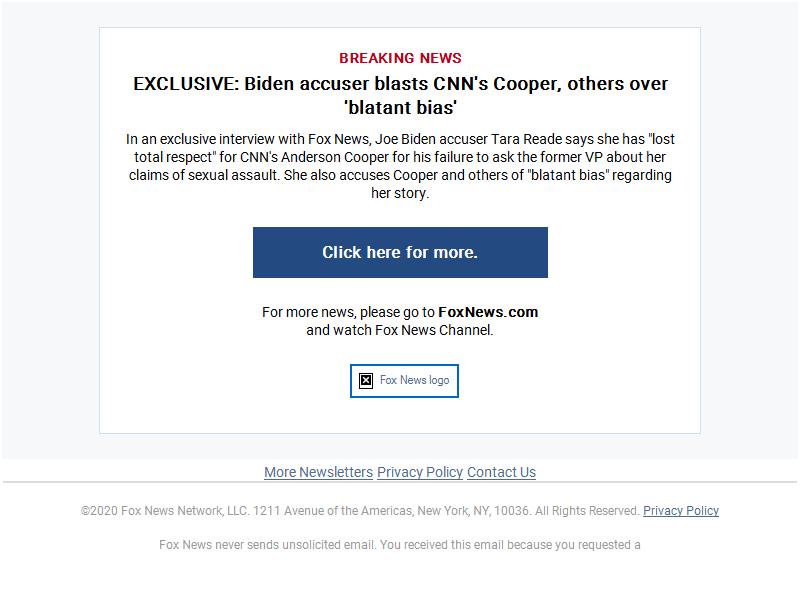 BREAKING NEWS
EXCLUSIVE: Biden accuser blasts CNN's Cooper, others over
'blatant bias'
In an exclusive interview with Fox News, Joe Biden accuser Tara Reade says she has "lost
total respect" for CNN's Anderson Cooper for his failure to ask the former VP about her
claims of sexual assault. She also accuses Cooper and others of "blatant bias" regarding
her story.
Click here for more.
For more news, please go to FoxNews.com
and watch Fox News Channel.
Fox News logo
More Newsletters Privacy Policy Contact Us
©2020 Fox News Network, LLC. 1211 Avenue of the Americas, New York, NY, 10036. All Rights Reserved. Privacy Policy
Fox News never sends unsolicited email. You received this email because you requested a